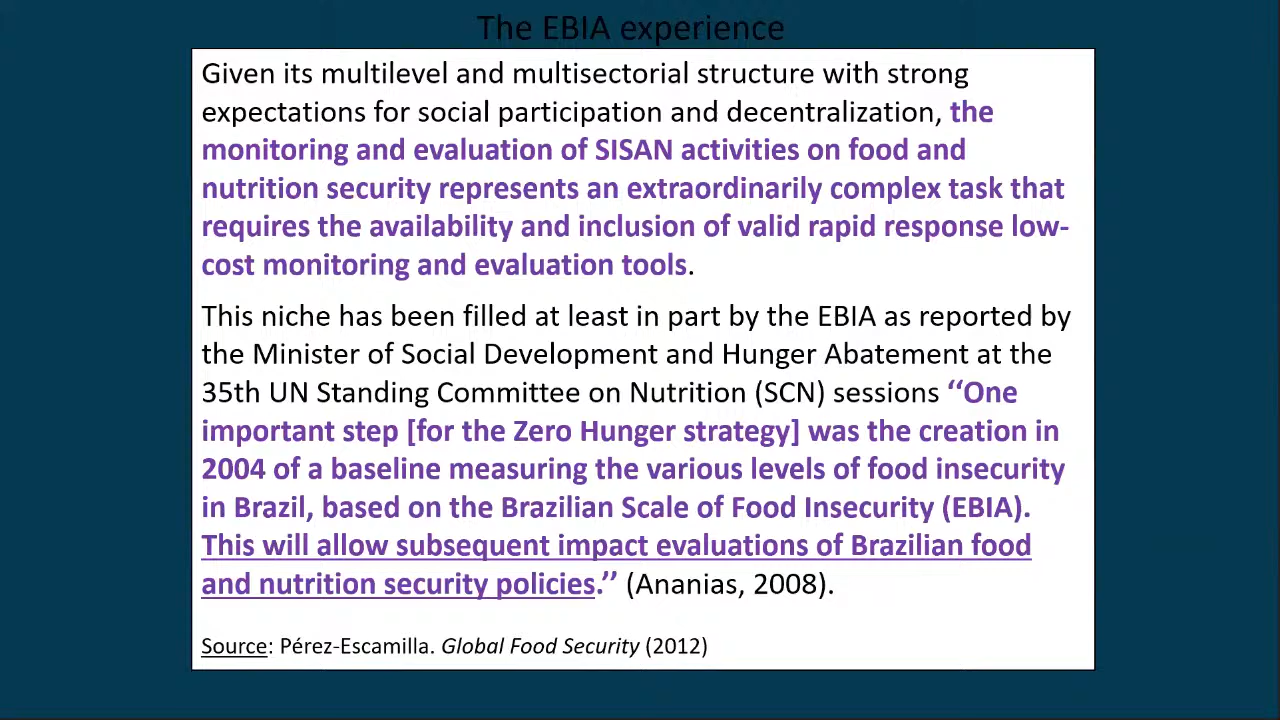 The EBIA experience
Given its multilevel and multisectorial structure with strong
expectations for social participation and decentralization, the
monitoring and evaluation of SISAN activities on food and
nutrition security represents an extraordinarily complex task that
requires the availability and inclusion of valid rapid response low-
cost monitoring and evaluation tools.
This niche has been filled at least in part by the EBIA as reported by
the Minister of Social Development and Hunger Abatement at the
35th UN Standing Committee on Nutrition (SCN) sessions ‘‘One
important step [for the Zero Hunger strategy] was the creation in
2004 of a baseline measuring the various levels of food insecurity
in Brazil, based on the Brazilian Scale of Food Insecurity (EBIA).
This will allow subsequent impact evaluations of Brazilian food
and nutrition security policies.’’ (Ananias, 2008).
Source: Pérez-Escamilla. Global Food Security (2012)